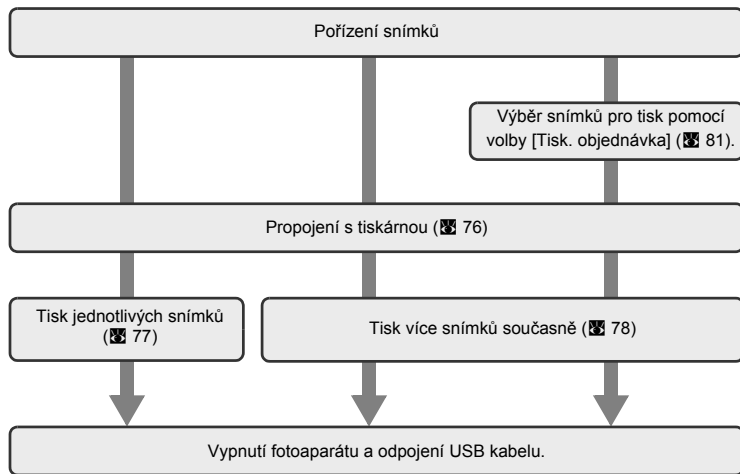 Pořízení snímků
Výběr snímků pro tisk pomocí
volby [Tisk. objednávka] ( 81).
Propojení s tiskárnou ( 76)
Tisk jednotlivých snímků
( 77)
Tisk více snímků současně ( 78)
Vypnutí fotoaparátu a odpojení USB kabelu.